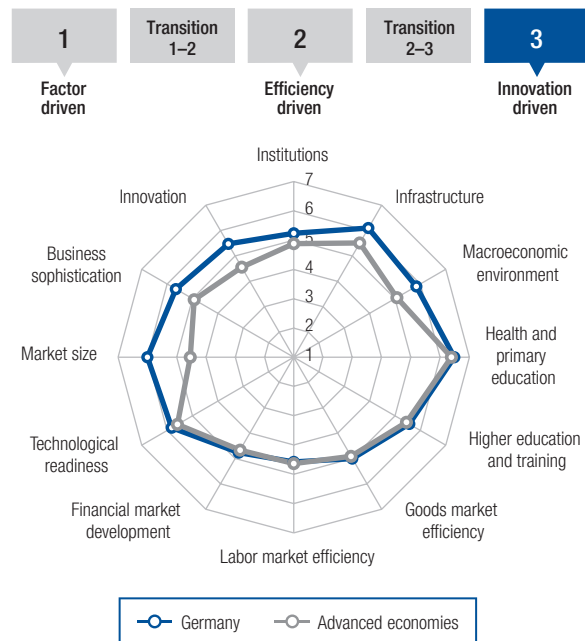 1
Transition
1–2
2
Transition
2–3
3
Factor
driven
Efficiency
driven
Innovation
driven
Institutions
Innovation
Infrastructure
Business
sophistication
Macroeconomic
environment
Market size
Health and
primary
education
Technological
readiness
Higher education
and training
Financial market
development
Goods market
efficiency
Labor market efficiency
7
6
5
4
3
2
1
Germany
Advanced economies